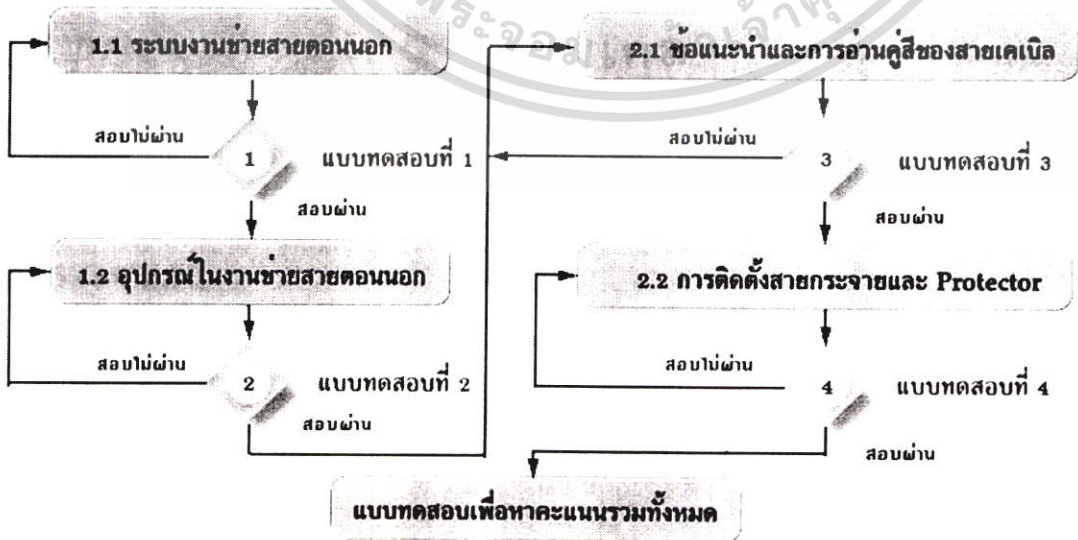 1.1 ระบบงานข่ายสายตอนนอก
สอบไม่ผ่าน
1
แบบทดสอบที่ 1
สอบผ่าน
1.2 อุปกรณ์ในงานข่ายสายตอนนอก
สอบไม่ผ่าน
2
แบบทดสอบที่ 2
สอบผ่าน
2.1 ข้อแนะนำและการอ่านคู่สีของสายเคเบิล
สอบไม่ผ่าน
3
แบบทดสอบที่ 3
สอบผ่าน
2.2 การติดตั้งสายกระจายและ Protector
สอบไม่ผ่าน
4
แบบทดสอบที่ 4
สอบผ่าน
แบบทดสอบเพื่อหาคะแนนรวมทั้งหมด